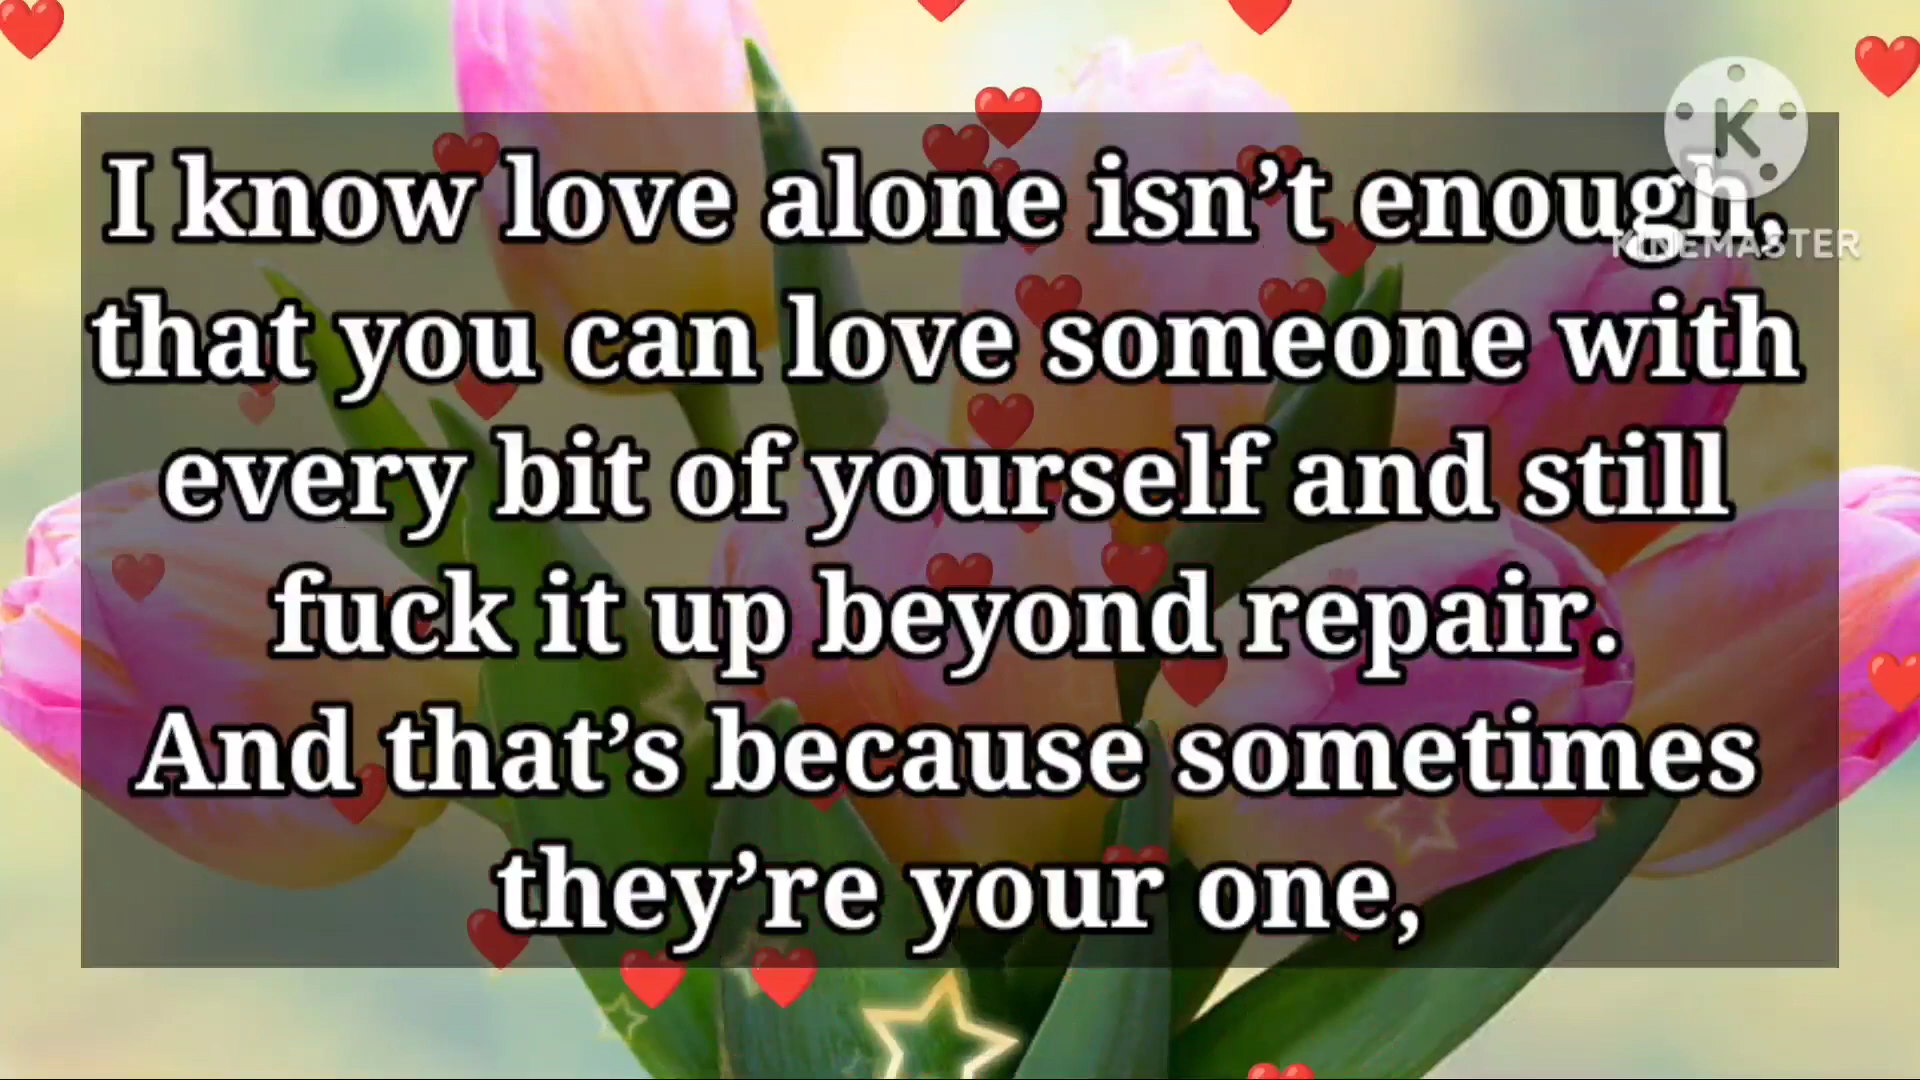 I know love alone isn’t enough,
that you can love someone with
every bit of yourself and still
fuck it up beyond repair.
And that’s because sometimes
they’re your one,
K
KINEMASTER